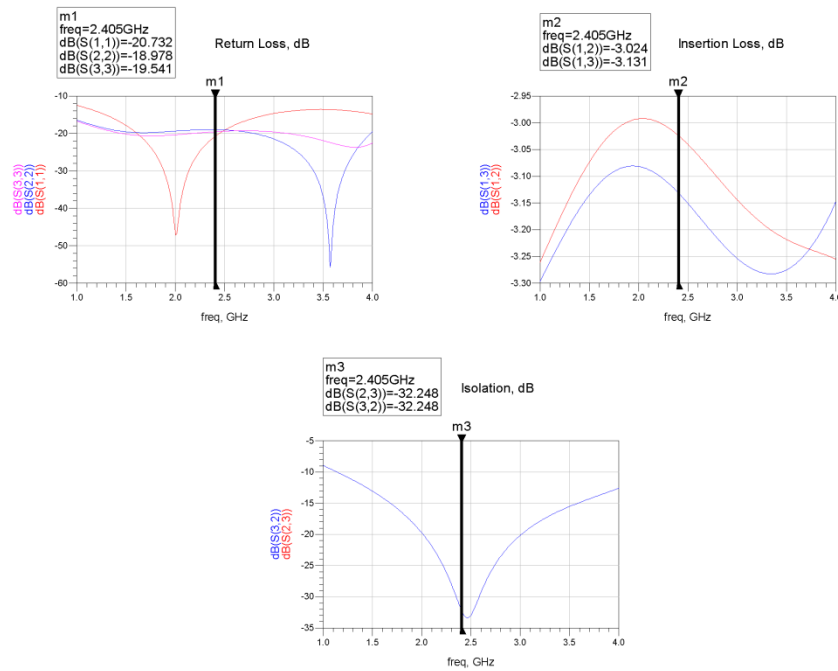 m1
freq=2.405GHz
dB(S(1,1))=-20.732
dB(S(2,2))=-18.978
dB(S(3,3))=-19.541
Return Loss, dB
m1
-10
-20
-30
-40
-50
-60
dB(S(3,3))
dB(S(2,2))
dB(S(1,1))
1.0 1.5 2.0 2.5 3.0 3.5 4.0
freq, GHz
m2
freq=2.405GHz
dB(S(1,2))=-3.024
dB(S(1,3))=-3.131
Insertion Loss, dB
m2
-2.95
-3.00
-3.05
-3.10
-3.15
-3.20
-3.25
-3.30
dB(S(1,3))
dB(S(1,2))
1.0 1.5 2.0 2.5 3.0 3.5 4.0
freq, GHz
m3
freq=2.405GHz
dB(S(2,3))=-32.248
dB(S(3,2))=-32.248
Isolation, dB
m3
-5
-10
-15
-20
-25
-30
-35
dB(S(3,2))
dB(S(2,3))
1.0 1.5 2.0 2.5 3.0 3.5 4.0
freq, GHz